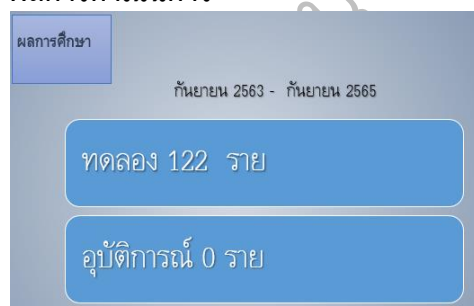 ผลการศึกษา
กันยายน 2563 - กันยายน 2565
ทดลอง 122 ราย
อุบัติการณ์ 0 ราย